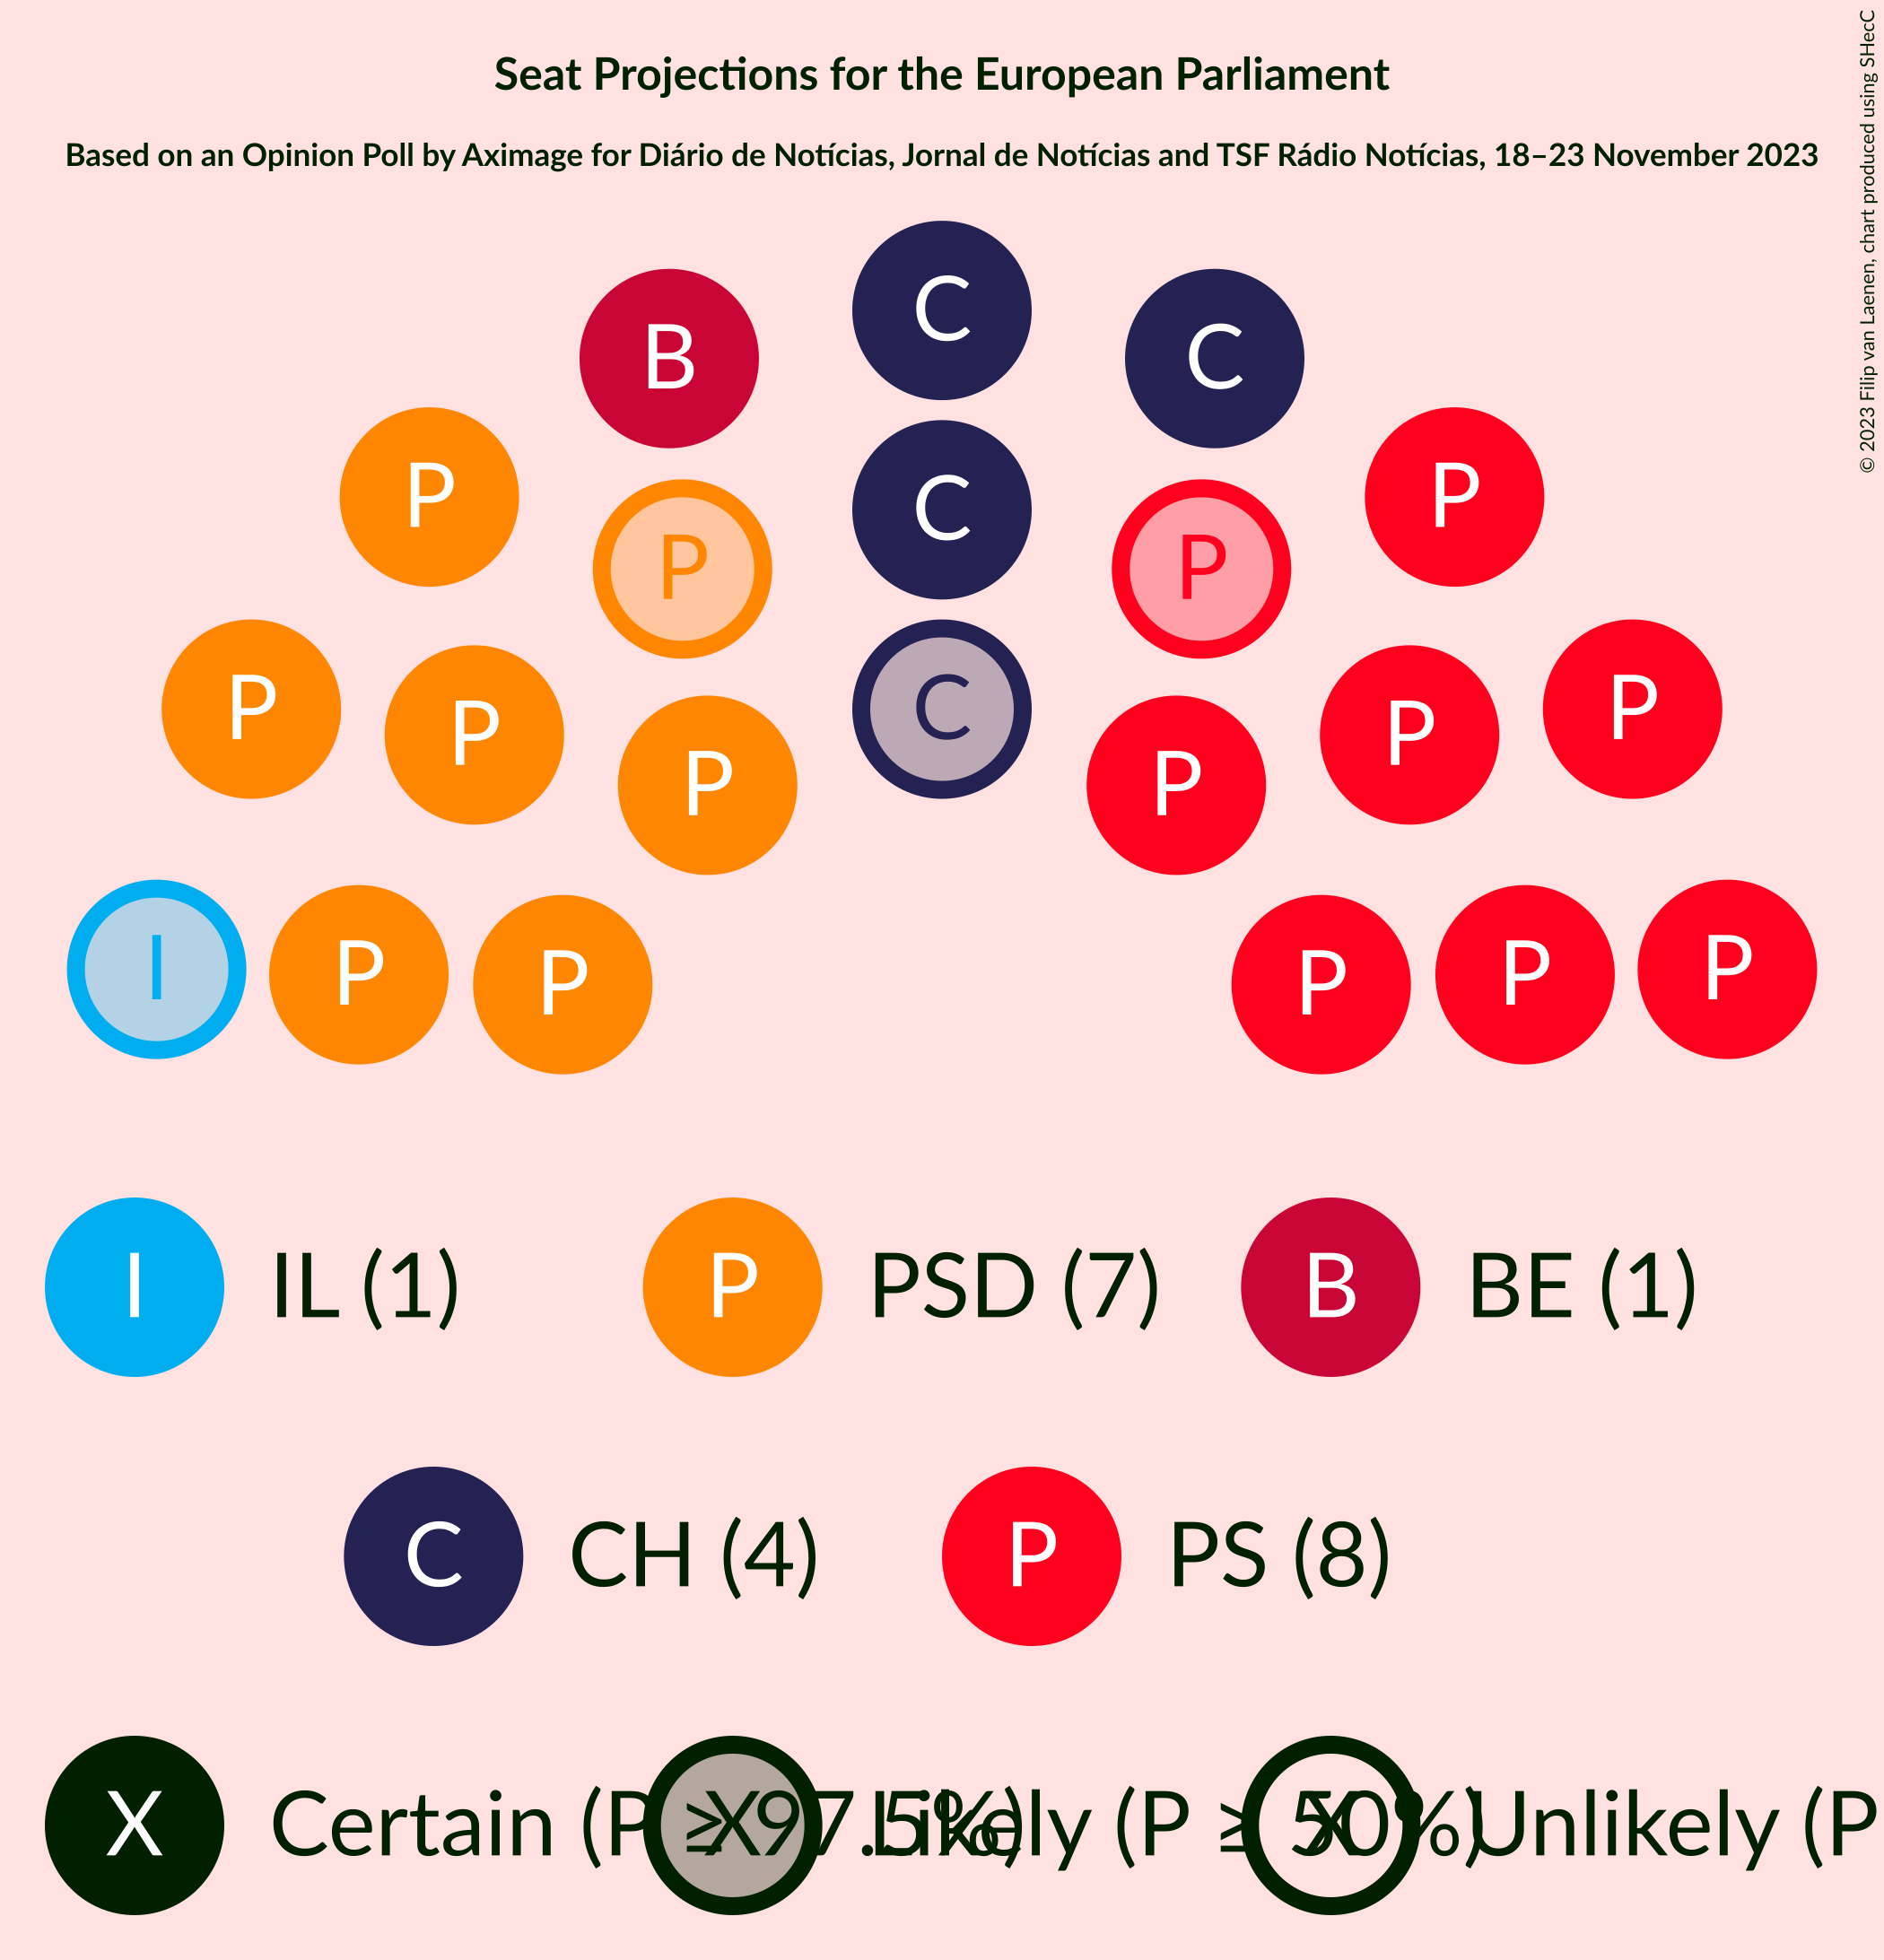 Seat Projections for the European Parliament
Based on an Opinion Poll by Aximage for Diário de Notícias, Jornal de Notícias and TSF Rádio Notícias, 18–23 November 2023
© 2023 Filip van Laenen, chart produced using SHecC
C
B C
P P
C
P P
P C P
P P
P P
I P P P P P
I IL (1) P PSD (7) B BE (1)
C CH (4) P PS (8)
X Certain (P ≥ 97.5%) X Likely (P ≥ 50%) X Unlikely (P